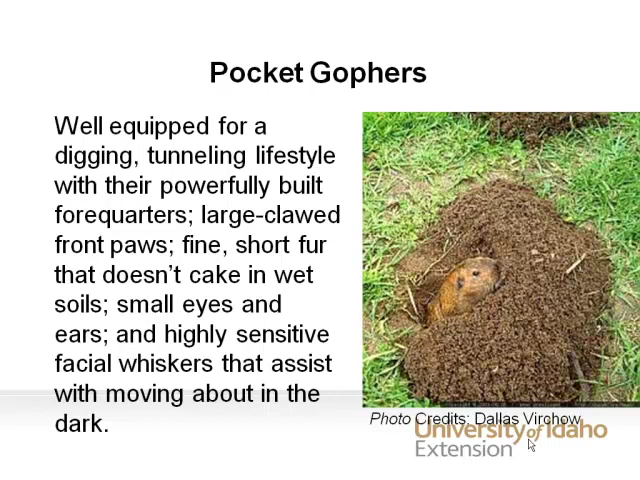 Pocket Gophers
Well equipped for a
digging, tunneling lifestyle
with their powerfully built
forequarters; large-clawed
front paws; fine, short fur
that doesn't cake in wet
soils; small eyes and
ears; and highly sensitive
facial whiskers that assist
with moving about in the
dark.
Photo Credits: Dallas Virchow
University of Idaho
Extension